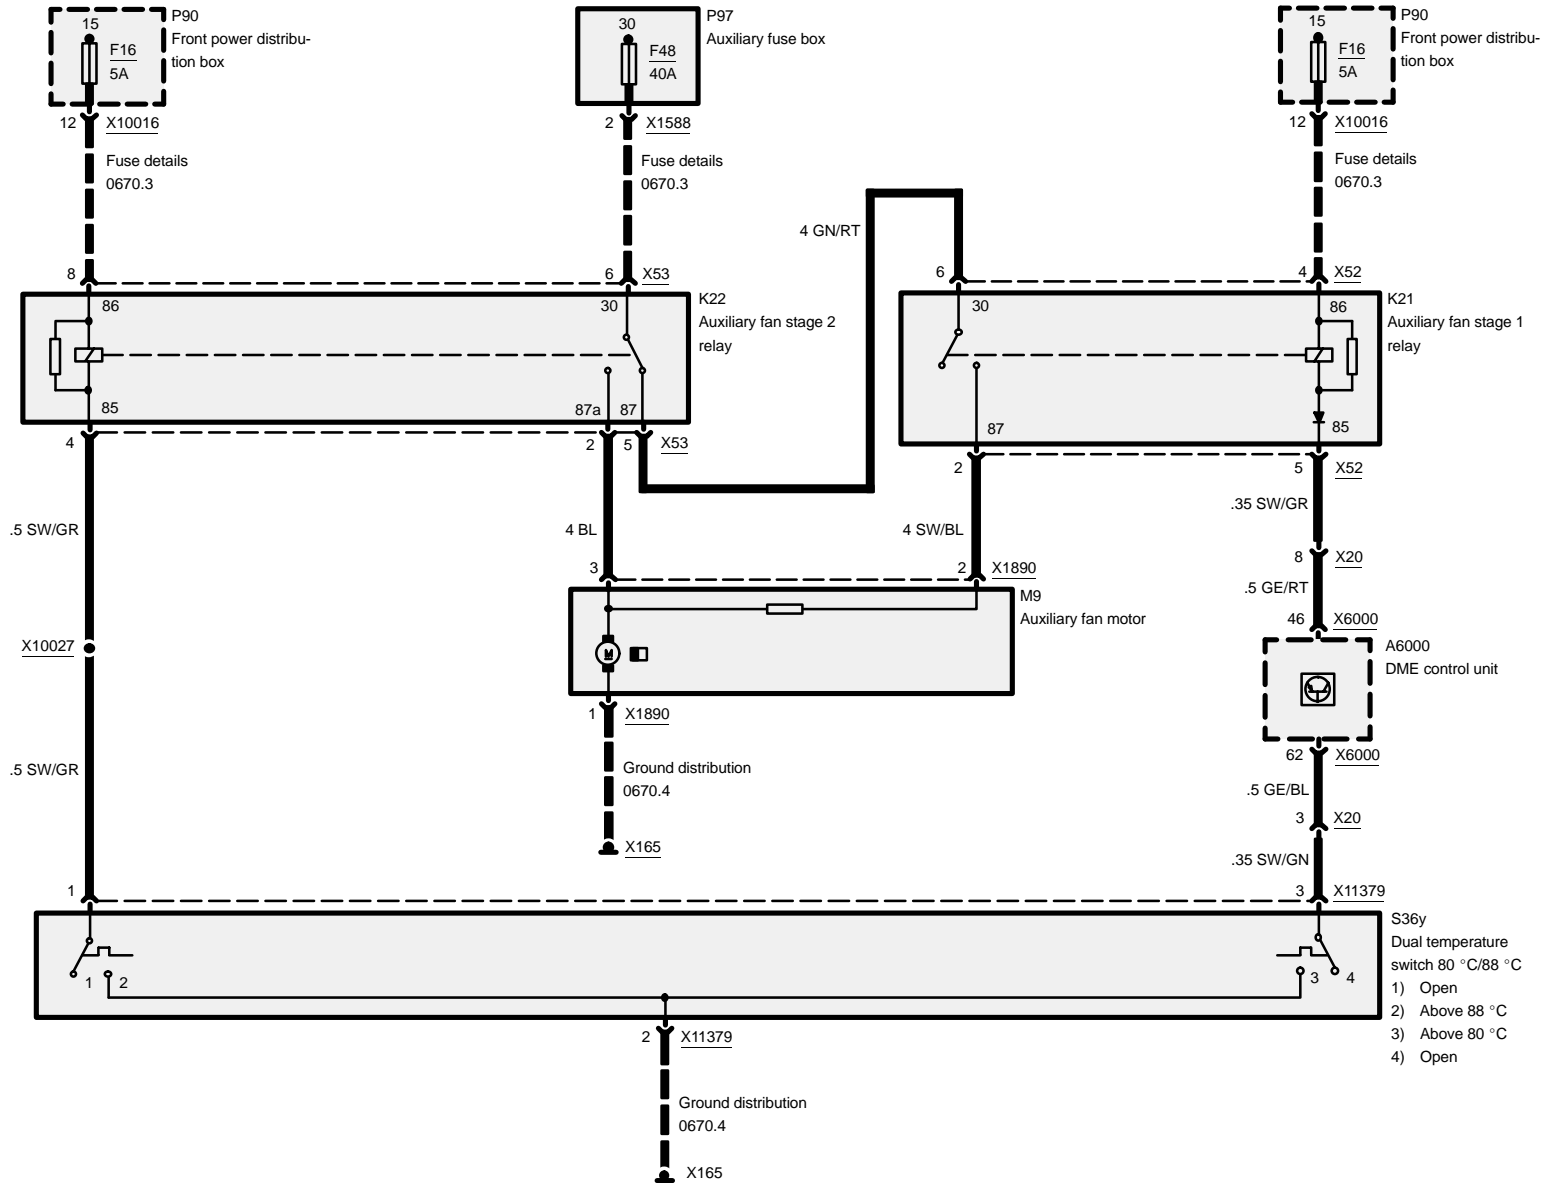 15
F16
5A
P90
Front power distribu-
tion box
12
X10016
Fuse details
0670.3
30
F48
40A
P97
Auxiliary fuse box
2
X1588
Fuse details
0670.3
15
F16
5A
P90
Front power distribu-
tion box
12
X10016
Fuse details
0670.3
4 GN/RT
8
6
X53
86
30
K22
Auxiliary fan stage 2
relay
85
87a
87
4
2
5
X53
6
4
X52
30
86
K21
Auxiliary fan stage 1
relay
87
85
2
5
X52
.5 SW/GR
4 BL
4 SW/BL
.35 SW/GR
8
X20
.5 GE/RT
46
X6000
3
2
X1890
M9
Auxiliary fan motor
M
1
X1890
X10027
A6000
DME control unit
62
X6000
.5 SW/GR
Ground distribution
0670.4
X165
.5 GE/BL
3
X20
.35 SW/GN
1
3
X11379
1
2
3
4
S36y
Dual temperature
switch 80 °C/88 °C
1) Open
2) Above 88 °C
3) Above 80 °C
4) Open
2
X11379
Ground distribution
0670.4
X165